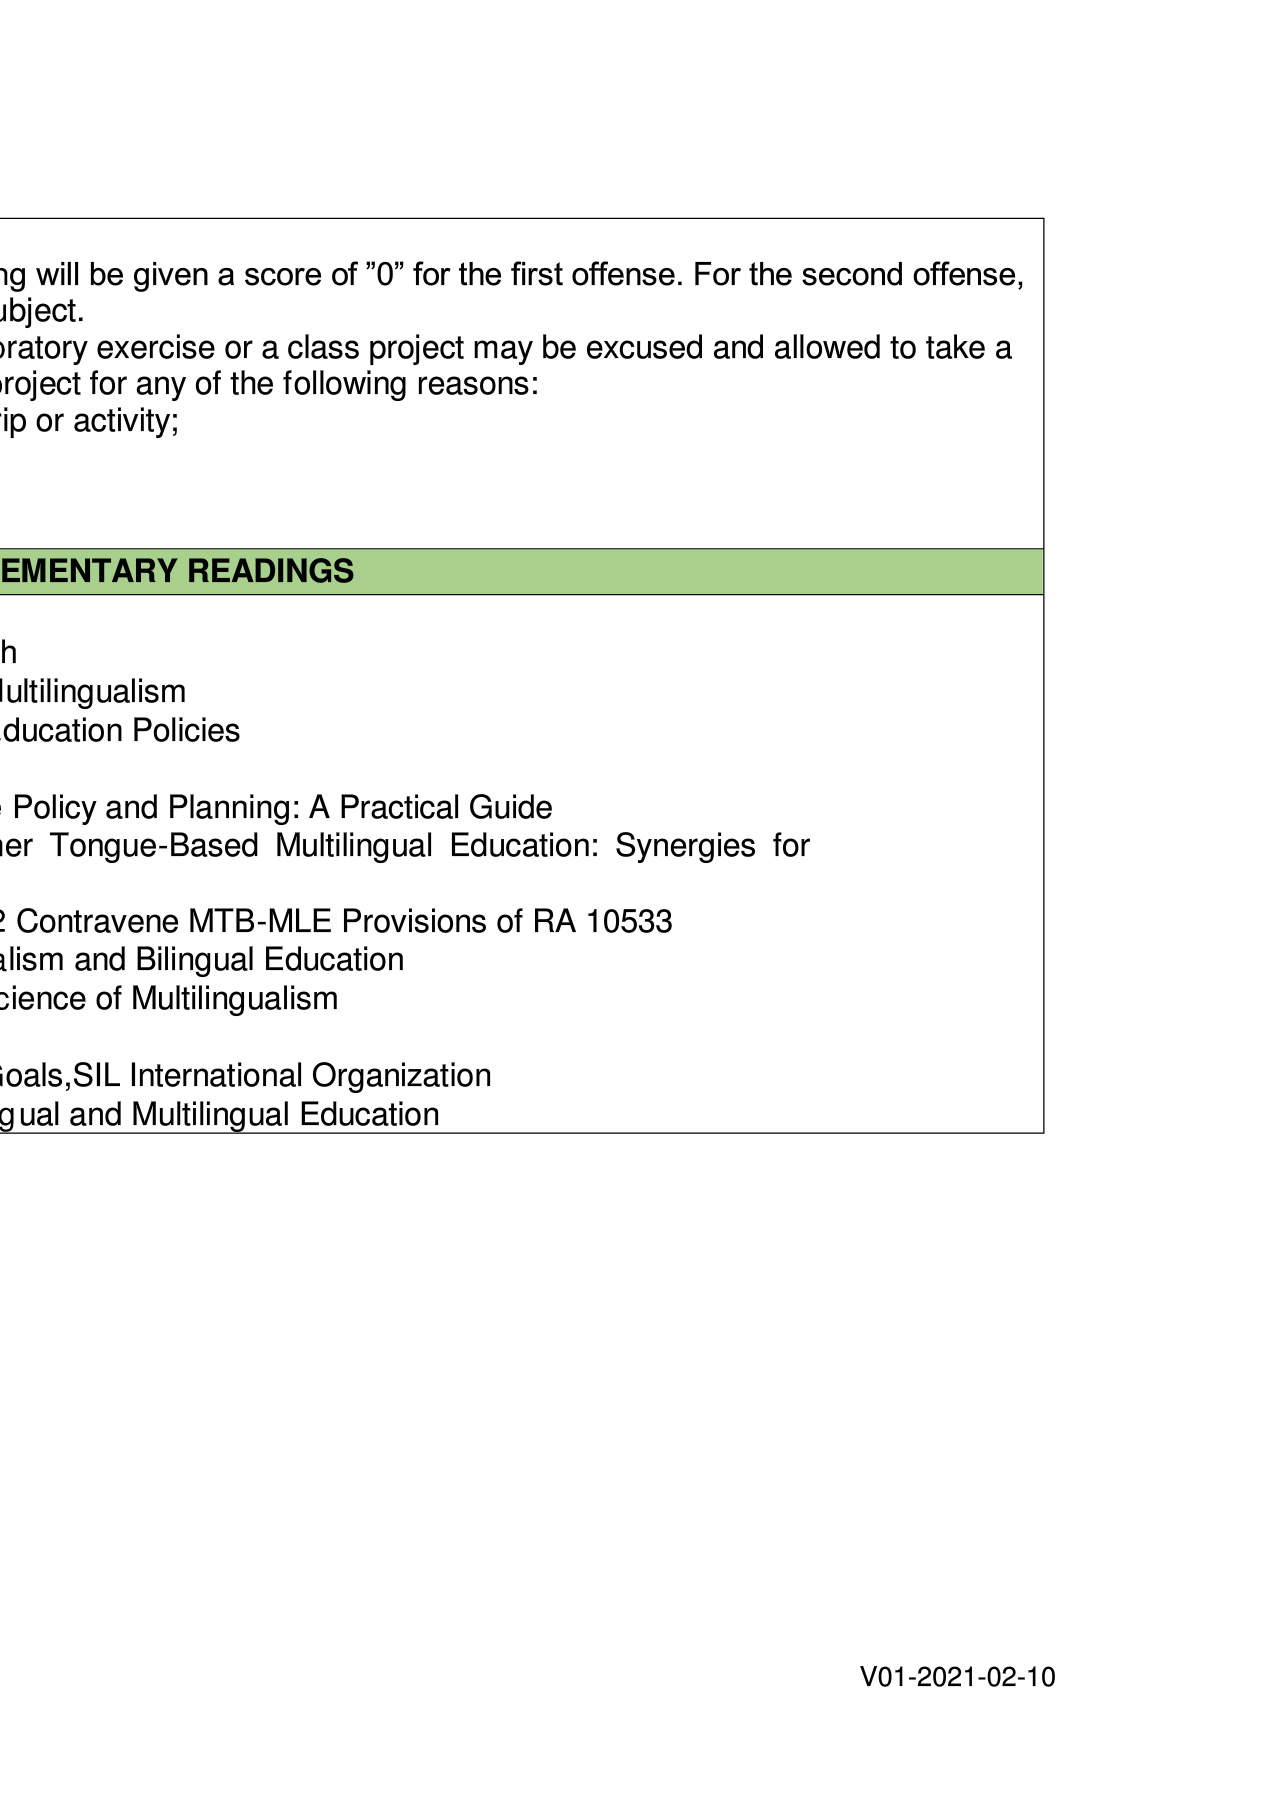 ng will be given a score of ”0” for the first offense. For the second offense,
ubject.
oratory exercise or a class project may be excused and allowed to take a
project for any of the following reasons:
rip or activity;
EMENTARY READINGS
h
Multilingualism
Education Policies
e Policy and Planning: A Practical Guide
her Tongue-Based Multilingual Education: Synergies for
2 Contravene MTB-MLE Provisions of RA 10533
alism and Bilingual Education
cience of Multilingualism
Goals,SIL International Organization
gual and Multilingual Education
V01-2021-02-10